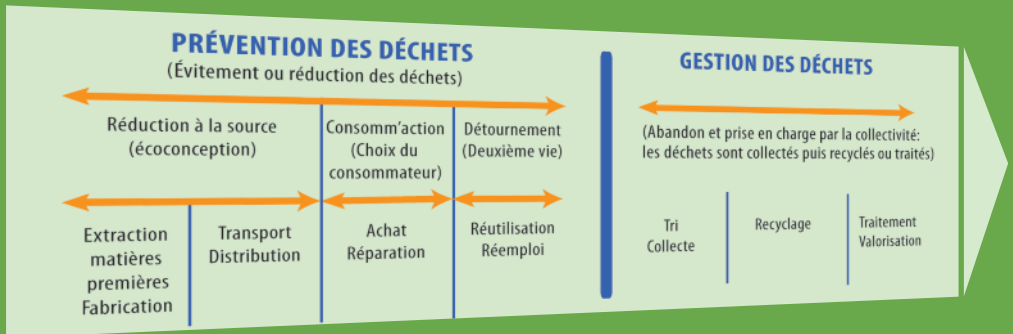 PRÉVENTION DES DÉCHETS
(Évitement ou réduction des déchets)
Réduction à la source
(écoconception)
Consomm’action
(Choix du
consommateur)
Détournement
(Deuxième vie)
Extraction
matières
premières
Fabrication
Transport
Distribution
Achat
Réparation
Réutilisation
Réemploi
GESTION DES DÉCHETS
(Abandon et prise en charge par la collectivité:
les déchets sont collectés puis recyclés ou traités)
Tri
Collecte
Recyclage
Traitement
Valorisation